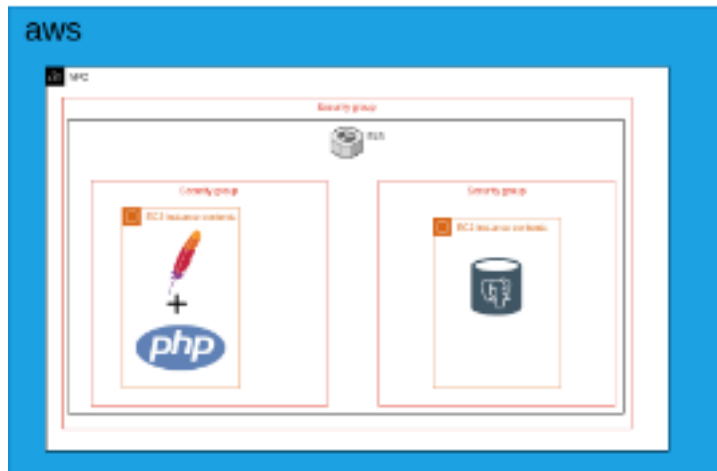 aws
VPC
Security group
Security group
Security group
EC2 instance contents
EC2 instance contents
+
php